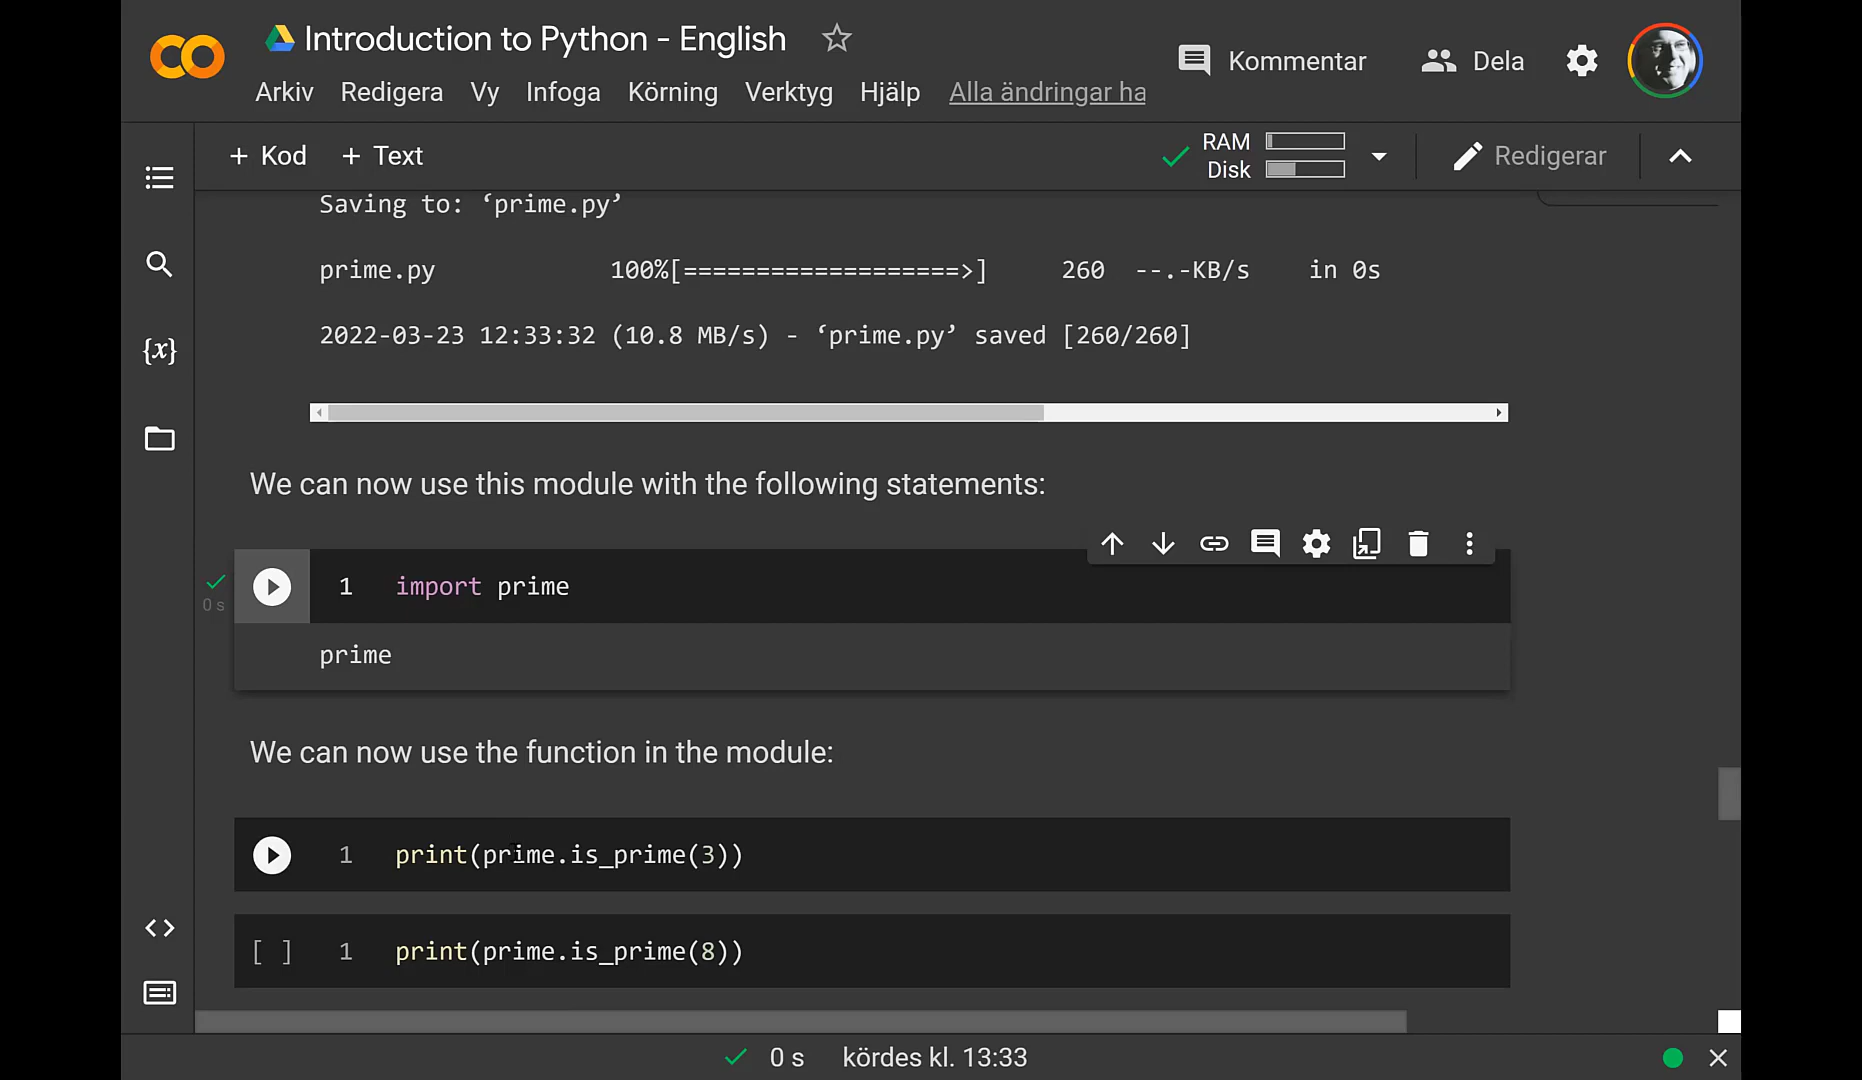 Introduction to Python - English
Kommentar
Dela
Arkiv Redigera Vy Infoga Körning Verktyg Hjälp Alla ändringar ha
+ Kod + Text
RAM
Disk
Redigerar
Saving to: ‘prime.py’
prime.py 100%[===================>] 260 --.-KB/s in 0s
2022-03-23 12:33:32 (10.8 MB/s) - ‘prime.py’ saved [260/260]
{x}
We can now use this module with the following statements:
1 import prime
0 s
prime
We can now use the function in the module:
1 print(prime.is_prime(3))
[ ] 1 print(prime.is_prime(8))
0 s kördes kl. 13:33